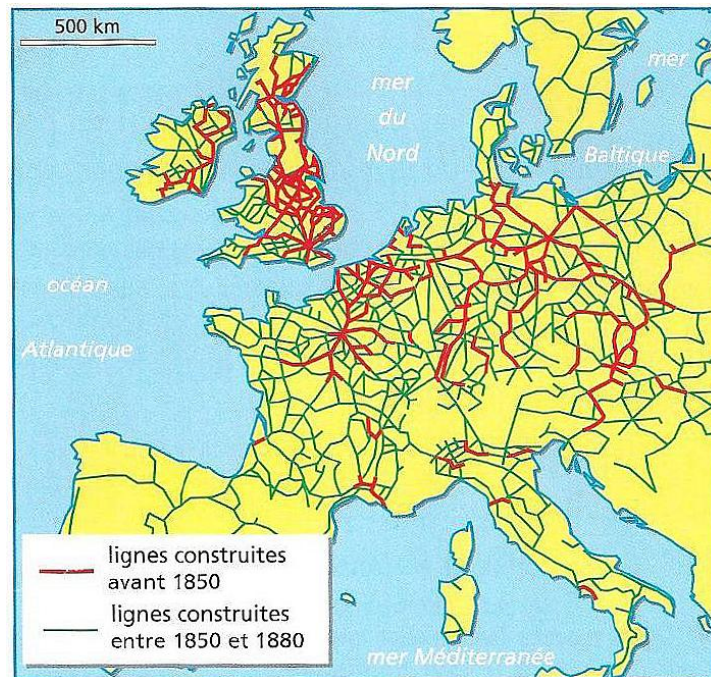 500 km
mer
du
Nord
mer
Baltique
océan
Atlantique
lignes construites
avant 1850
lignes construites
entre 1850 et 1880
mer Méditerranée